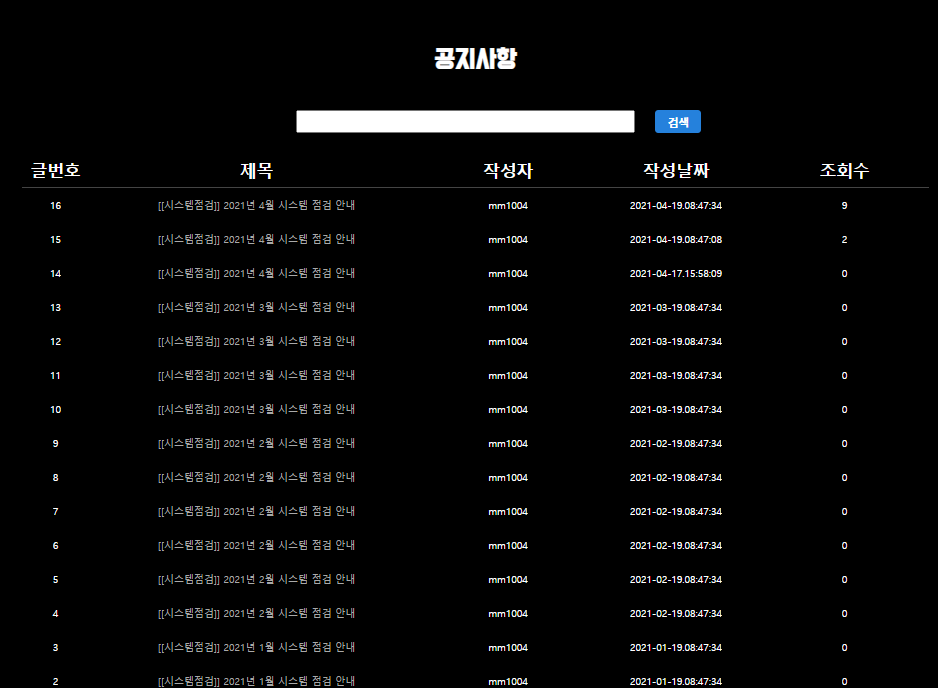 공지사항
검색
글번호 제목 작성자 작성날짜 조회수
16 [[시스템점검]] 2021년 4월 시스템 점검 안내 mm1004 2021-04-19.08:47:34 9
15 [[시스템점검]] 2021년 4월 시스템 점검 안내 mm1004 2021-04-19.08:47:08 2
14 [[시스템점검]] 2021년 4월 시스템 점검 안내 mm1004 2021-04-17.15:58:09 0
13 [[시스템점검]] 2021년 3월 시스템 점검 안내 mm1004 2021-03-19.08:47:34 0
12 [[시스템점검]] 2021년 3월 시스템 점검 안내 mm1004 2021-03-19.08:47:34 0
11 [[시스템점검]] 2021년 3월 시스템 점검 안내 mm1004 2021-03-19.08:47:34 0
10 [[시스템점검]] 2021년 3월 시스템 점검 안내 mm1004 2021-03-19.08:47:34 0
9 [[시스템점검]] 2021년 2월 시스템 점검 안내 mm1004 2021-02-19.08:47:34 0
8 [[시스템점검]] 2021년 2월 시스템 점검 안내 mm1004 2021-02-19.08:47:34 0
7 [[시스템점검]] 2021년 2월 시스템 점검 안내 mm1004 2021-02-19.08:47:34 0
6 [[시스템점검]] 2021년 2월 시스템 점검 안내 mm1004 2021-02-19.08:47:34 0
5 [[시스템점검]] 2021년 2월 시스템 점검 안내 mm1004 2021-02-19.08:47:34 0
4 [[시스템점검]] 2021년 2월 시스템 점검 안내 mm1004 2021-02-19.08:47:34 0
3 [[시스템점검]] 2021년 1월 시스템 점검 안내 mm1004 2021-01-19.08:47:34 0
2 [[시스템점검]] 2021년 1월 시스템 점검 안내 mm1004 2021-01-19.08:47:34 0